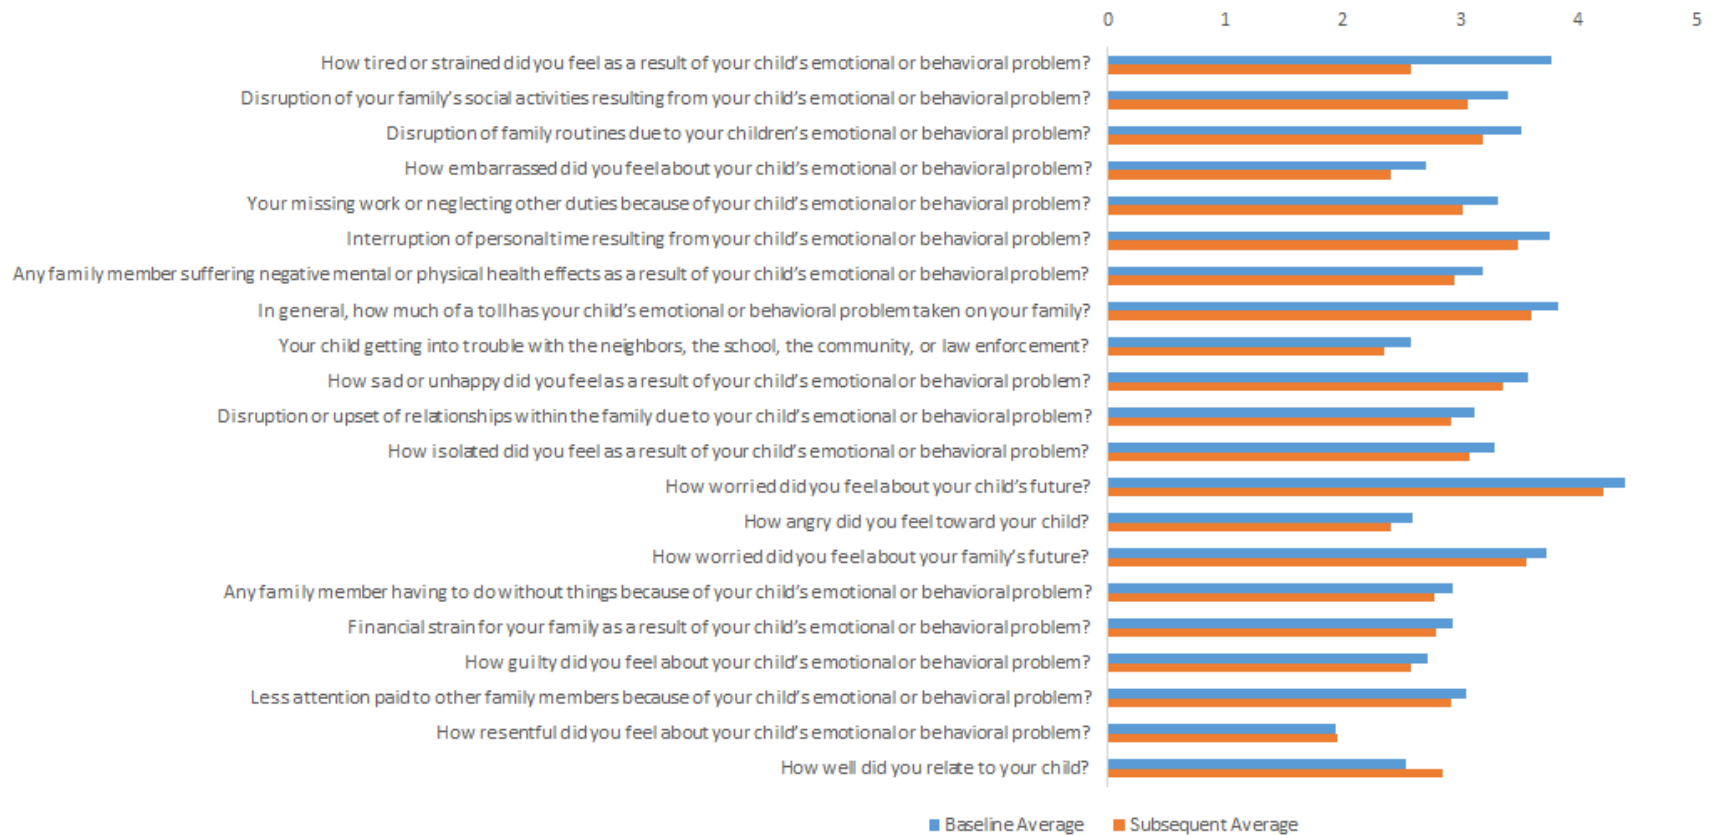 0 1 2 3 4 5
How tired or strained did you feel as a result of your child's emotional or behavioral problem?
Disruption of your family's social activities resulting from your child's emotional or behavioral problem?
Disruption of family routines due to your children's emotional or behavioral problem?
How embarrassed did you feel about your child's emotional or behavioral problem?
Your missing work or neglecting other duties because of your child's emotional or behavioral problem?
Interruption of personal time resulting from your child's emotional or behavioral problem?
Any family member suffering negative mental or physical health effects as a result of your child's emotional or behavioral problem?
In general, how much of a toll has your child's emotional or behavioral problem taken on your family?
Your child getting into trouble with the neighbors, the school, the community, or law enforcement?
How sad or unhappy did you feel as a result of your child's emotional or behavioral problem?
Disruption or upset of relationships within the family due to your child's emotional or behavioral problem?
How isolated did you feel as a result of your child's emotional or behavioral problem?
How worried did you feel about your child's future?
How angry did you feel toward your child?
How worried did you feel about your family's future?
Any family member having to do without things because of your child's emotional or behavioral problem?
Financial strain for your family as a result of your child's emotional or behavioral problem?
How guilty did you feel about your child's emotional or behavioral problem?
Less attention paid to other family members because of your child's emotional or behavioral problem?
How resentful did you feel about your child's emotional or behavioral problem?
How well did you relate to your child?
Baseline Average Subsequent Average